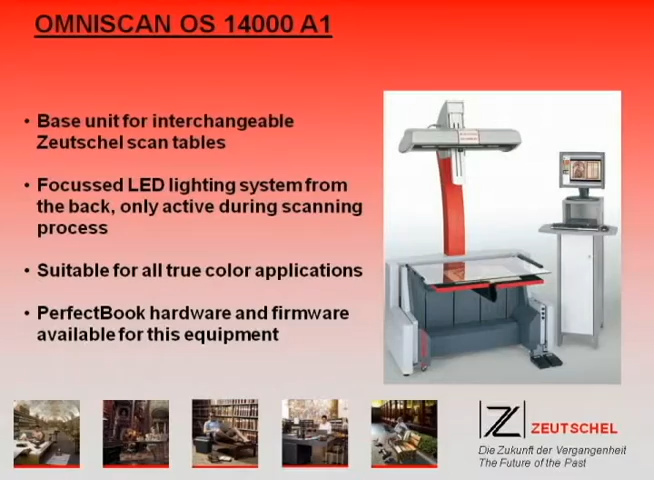 OMNISCAN OS 14000 A1
• Base unit for interchangeable
Zeutschel scan tables
• Focussed LED lighting system from
the back, only active during scanning
process
• Suitable for all true color applications
• PerfectBook hardware and firmware
available for this equipment
ZEUTSCHEL
Die Zukunft der Vergangenheit
The Future of the Past